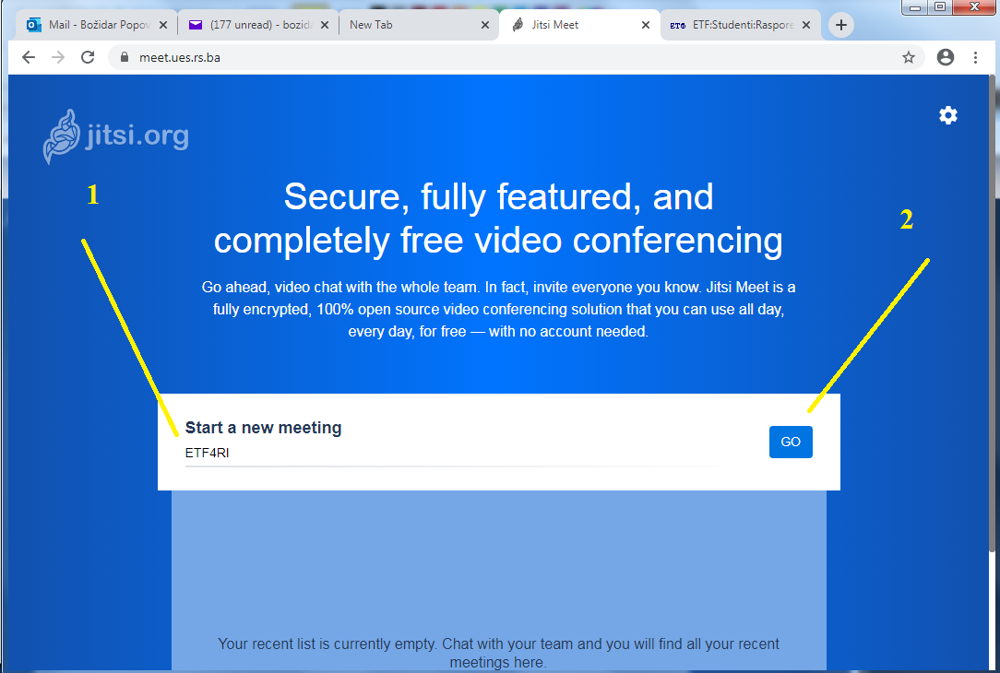 Mail - Božidar Popov
(177 unread) - bozida
New Tab
Jitsi Meet
ETF:Studenti:Raspore
meet.ues.rs.ba
jitsi.org
1
2
Secure, fully featured, and
completely free video conferencing
Go ahead, video chat with the whole team. In fact, invite everyone you know. Jitsi Meet is a
fully encrypted, 100% open source video conferencing solution that you can use all day,
every day, for free — with no account needed.
Start a new meeting
ETF4RI
GO
Your recent list is currently empty. Chat with your team and you will find all your recent
meetings here.